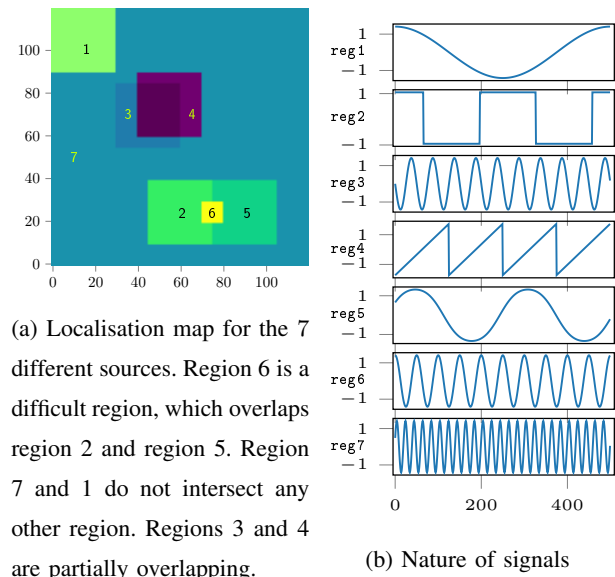 100
80
60
40
20
0
0 20 40 60 80 100
1
3
4
7
2
6
5
(a) Localisation map for the 7
different sources. Region 6 is a
difficult region, which overlaps
region 2 and region 5. Region
7 and 1 do not intersect any
other region. Regions 3 and 4
are partially overlapping.
1
reg1
−1
1
reg2
−1
1
reg3
−1
1
reg4
−1
1
reg5
−1
1
reg6
−1
1
reg7
−1
0 200 400
(b) Nature of signals